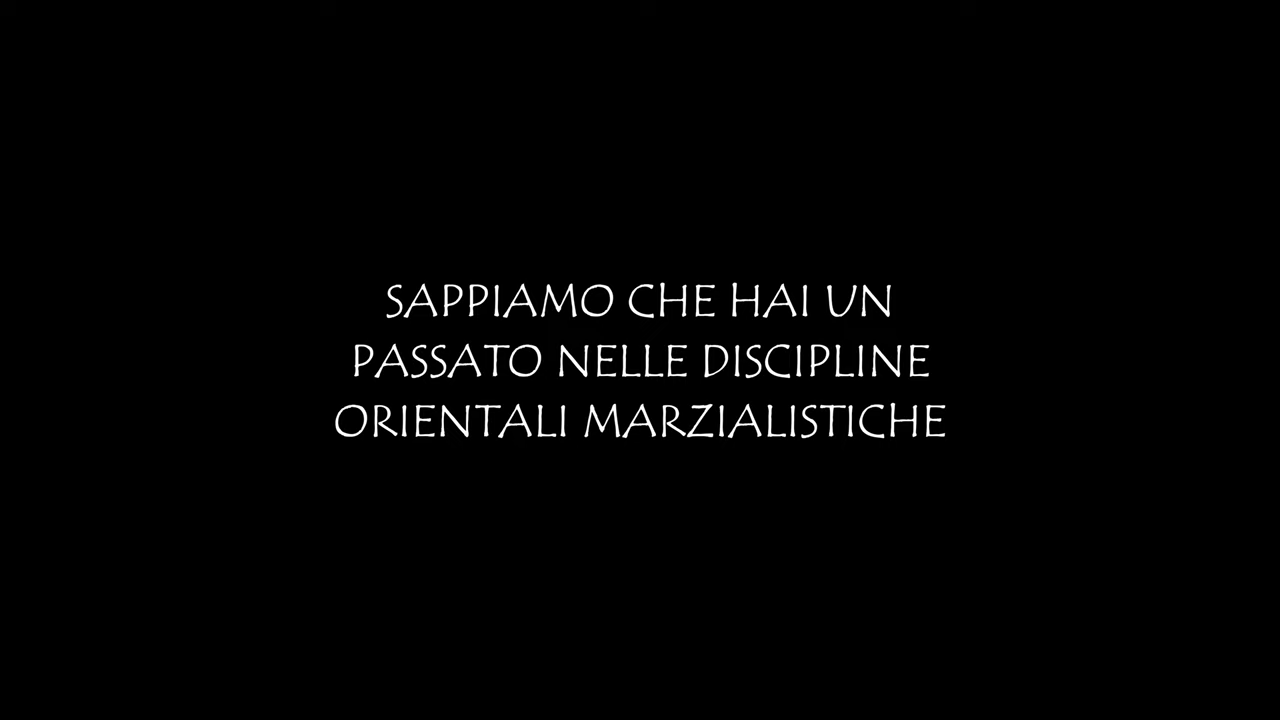 SAPPIAMO CHE HAI UN
PASSATO NELLE DISCIPLINE
ORIENTALI MARZIALISTICHE